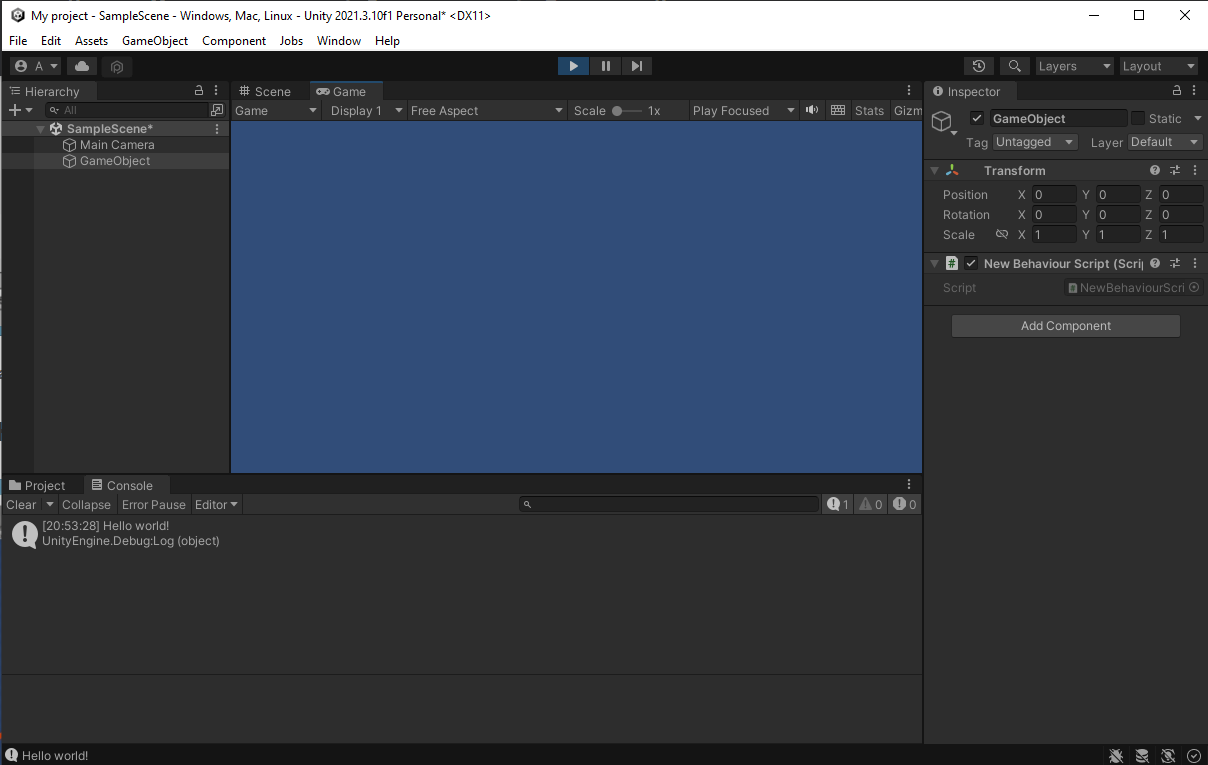 My project - SampleScene - Windows, Mac, Linux - Unity 2021.3.10f1 Personal* <DX11>
File Edit Assets GameObject Component Jobs Window Help
A Layers Layout
Hierarchy
All
SampleScene*
Main Camera
GameObject
Scene Game
Game Display 1 Free Aspect Scale 1x Play Focused Stats Gizm
Inspector
GameObject Static
Tag Untagged Layer Default
Transform
Position X 0 Y 0 Z 0
Rotation X 0 Y 0 Z 0
Scale X 1 Y 1 Z 1
# New Behaviour Script (Scrip
Script NewBehaviourScri
Add Component
Project Console
Clear Collapse Error Pause Editor 1 0 0
[20:53:28] Hello world!
UnityEngine.Debug:Log (object)
Hello world!